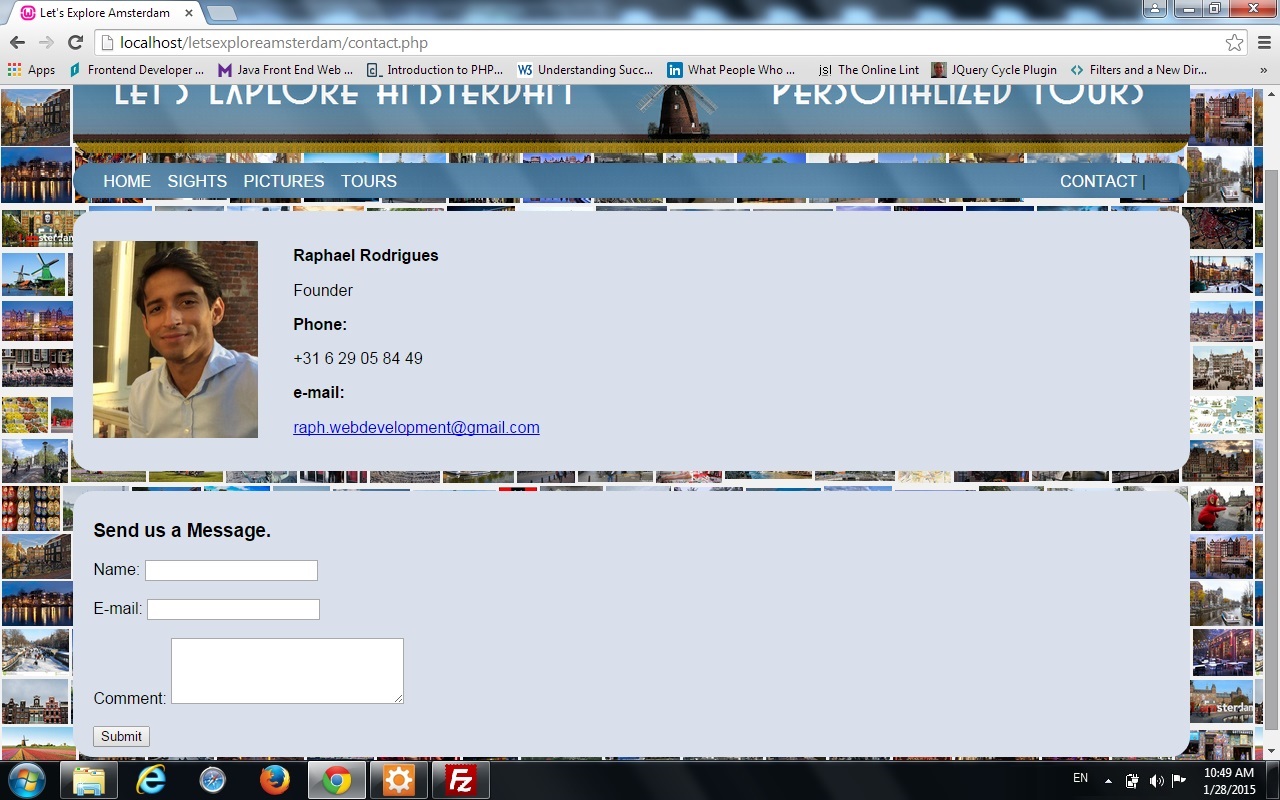 Let's Explore Amsterdam
localhost/letsexploreamsterdam/contact.php
Apps Frontend Developer ... Java Front End Web ... Introduction to PHP... Understanding Succ... What People Who ... The Online Lint JQuery Cycle Plugin Filters and a New Dir... »
LET'S EXPLORE AMSTERDAM PERSONALIZED TOURS
HOME SIGHTS PICTURES TOURS CONTACT |
Raphael Rodrigues
Founder
Phone:
+31 6 29 05 84 49
e-mail:
raph.webdevelopment@gmail.com
Send us a Message.
Name:
E-mail:
Comment:
Submit
EN 10:49 AM
1/28/2015